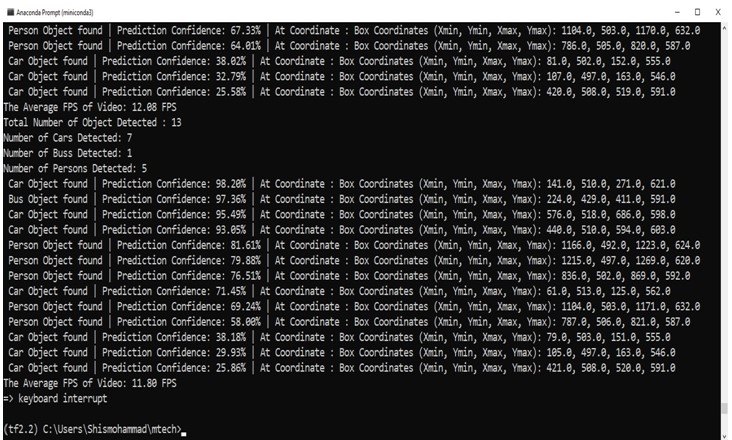 Anaconda Prompt (miniconda3)
Person Object found | Prediction Confidence: 67.33% | At Coordinate : Box Coordinates (Xmin, Ymin, Xmax, Ymax): 1104.0, 503.0, 1170.0, 632.0
Person Object found | Prediction Confidence: 64.01% | At Coordinate : Box Coordinates (Xmin, Ymin, Xmax, Ymax): 786.0, 505.0, 820.0, 587.0
Car Object found | Prediction Confidence: 38.02% | At Coordinate : Box Coordinates (Xmin, Ymin, Xmax, Ymax): 81.0, 502.0, 152.0, 555.0
Car Object found | Prediction Confidence: 32.79% | At Coordinate : Box Coordinates (Xmin, Ymin, Xmax, Ymax): 107.0, 497.0, 163.0, 546.0
Car Object found | Prediction Confidence: 25.58% | At Coordinate : Box Coordinates (Xmin, Ymin, Xmax, Ymax): 420.0, 508.0, 519.0, 591.0
The Average FPS of Video: 12.08 FPS
Total Number of Object Detected : 13
Number of Cars Detected: 7
Number of Buss Detected: 1
Number of Persons Detected: 5
Car Object found | Prediction Confidence: 98.20% | At Coordinate : Box Coordinates (Xmin, Ymin, Xmax, Ymax): 141.0, 510.0, 271.0, 621.0
Bus Object found | Prediction Confidence: 97.36% | At Coordinate : Box Coordinates (Xmin, Ymin, Xmax, Ymax): 224.0, 429.0, 411.0, 591.0
Car Object found | Prediction Confidence: 95.49% | At Coordinate : Box Coordinates (Xmin, Ymin, Xmax, Ymax): 576.0, 518.0, 686.0, 598.0
Car Object found | Prediction Confidence: 93.05% | At Coordinate : Box Coordinates (Xmin, Ymin, Xmax, Ymax): 440.0, 510.0, 594.0, 603.0
Person Object found | Prediction Confidence: 81.61% | At Coordinate : Box Coordinates (Xmin, Ymin, Xmax, Ymax): 1166.0, 492.0, 1223.0, 624.0
Person Object found | Prediction Confidence: 79.88% | At Coordinate : Box Coordinates (Xmin, Ymin, Xmax, Ymax): 1215.0, 497.0, 1269.0, 620.0
Person Object found | Prediction Confidence: 76.51% | At Coordinate : Box Coordinates (Xmin, Ymin, Xmax, Ymax): 836.0, 502.0, 869.0, 592.0
Car Object found | Prediction Confidence: 71.45% | At Coordinate : Box Coordinates (Xmin, Ymin, Xmax, Ymax): 61.0, 513.0, 125.0, 562.0
Person Object found | Prediction Confidence: 69.24% | At Coordinate : Box Coordinates (Xmin, Ymin, Xmax, Ymax): 1104.0, 503.0, 1171.0, 632.0
Person Object found | Prediction Confidence: 58.00% | At Coordinate : Box Coordinates (Xmin, Ymin, Xmax, Ymax): 787.0, 506.0, 821.0, 587.0
Car Object found | Prediction Confidence: 38.18% | At Coordinate : Box Coordinates (Xmin, Ymin, Xmax, Ymax): 79.0, 503.0, 151.0, 555.0
Car Object found | Prediction Confidence: 29.93% | At Coordinate : Box Coordinates (Xmin, Ymin, Xmax, Ymax): 105.0, 497.0, 163.0, 546.0
Car Object found | Prediction Confidence: 25.86% | At Coordinate : Box Coordinates (Xmin, Ymin, Xmax, Ymax): 421.0, 508.0, 520.0, 591.0
The Average FPS of Video: 11.80 FPS
=> keyboard interrupt
(tf2.2) C:\Users\Shismohammad\mtech>